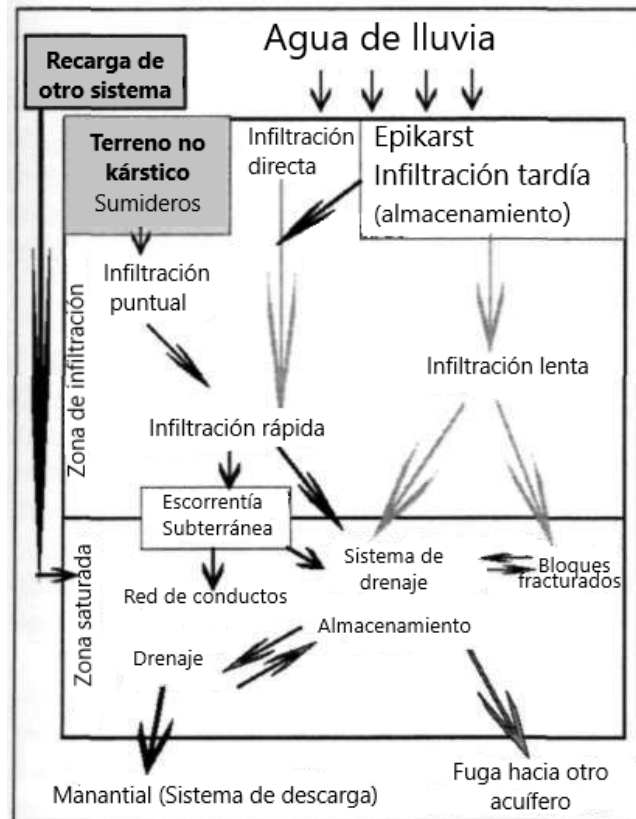 Agua de lluvia
Recarga de
otro sistema
Terreno no
kárstico
Sumideros
Infiltración
directa
Epikarst
Infiltración tardía
(almacenamiento)
Zona de infiltración
Infiltración
puntual
Infiltración lenta
Infiltración rápida
Escorrentía
Subterránea
Zona saturada
Sistema de
drenaje
Bloques
fracturados
Red de conductos
Almacenamiento
Drenaje
Manantial (Sistema de descarga)
Fuga hacia otro
acuífero